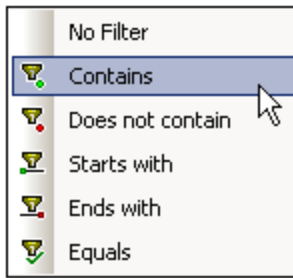 No Filter
Contains
Does not contain
Starts with
Ends with
Equals